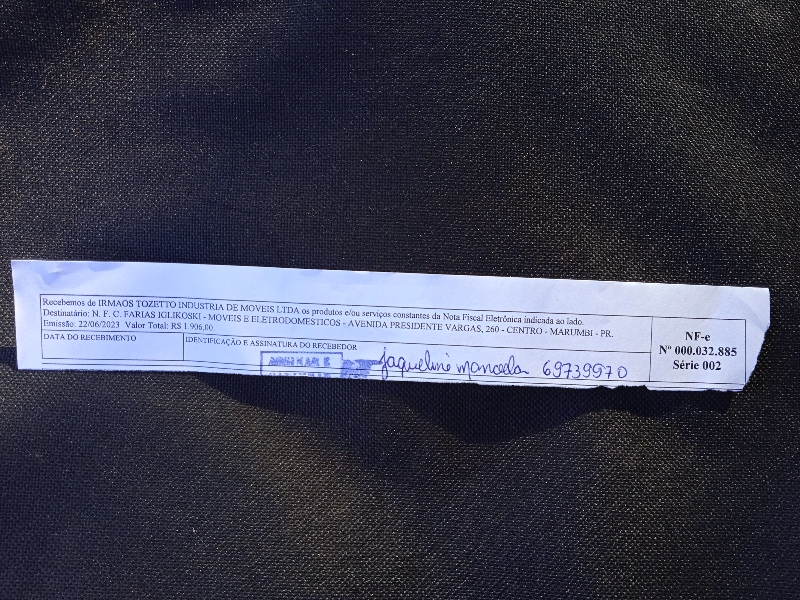 Recebemos de IRMAOS TOZETTO INDUSTRIA DE MOVEIS LTDA os produtos e/ou serviços constantes da Nota Fiscal Eletrônica indicada ao lado.
Destinatário: N. F. C. FARIAS IGLIKOSKI - MOVEIS E ELETRODOMESTICOS - AVENIDA PRESIDENTE VARGAS, 260 - CENTRO - MARUMBI - PR.
Emissão: 22/06/2023 Valor Total: R$ 1.906,00.
DATA DO RECEBIMENTO
IDENTIFICAÇÃO E ASSINATURA DO RECEBEDOR
Jaqueline 69739970
NF-e
Nº 000.032.885
Série 002